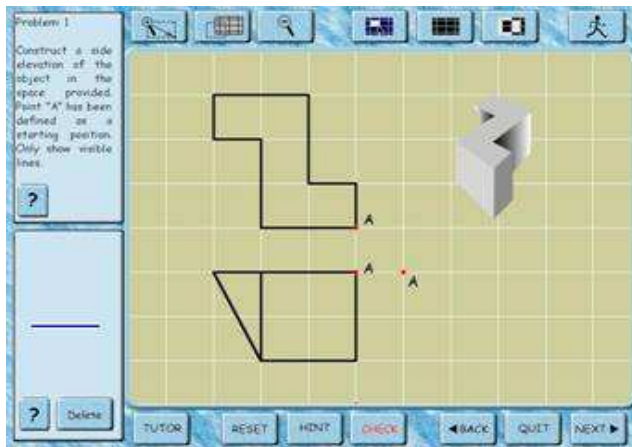 Problem 1
Construct a side
elevation of the
object in the
space provided.
Point "A" has been
defined as a
starting position.
Only show visible
lines.
?
A
A
A
? Delete
TUTOR RESET HINT CHECK ◄BACK QUIT NEXT►